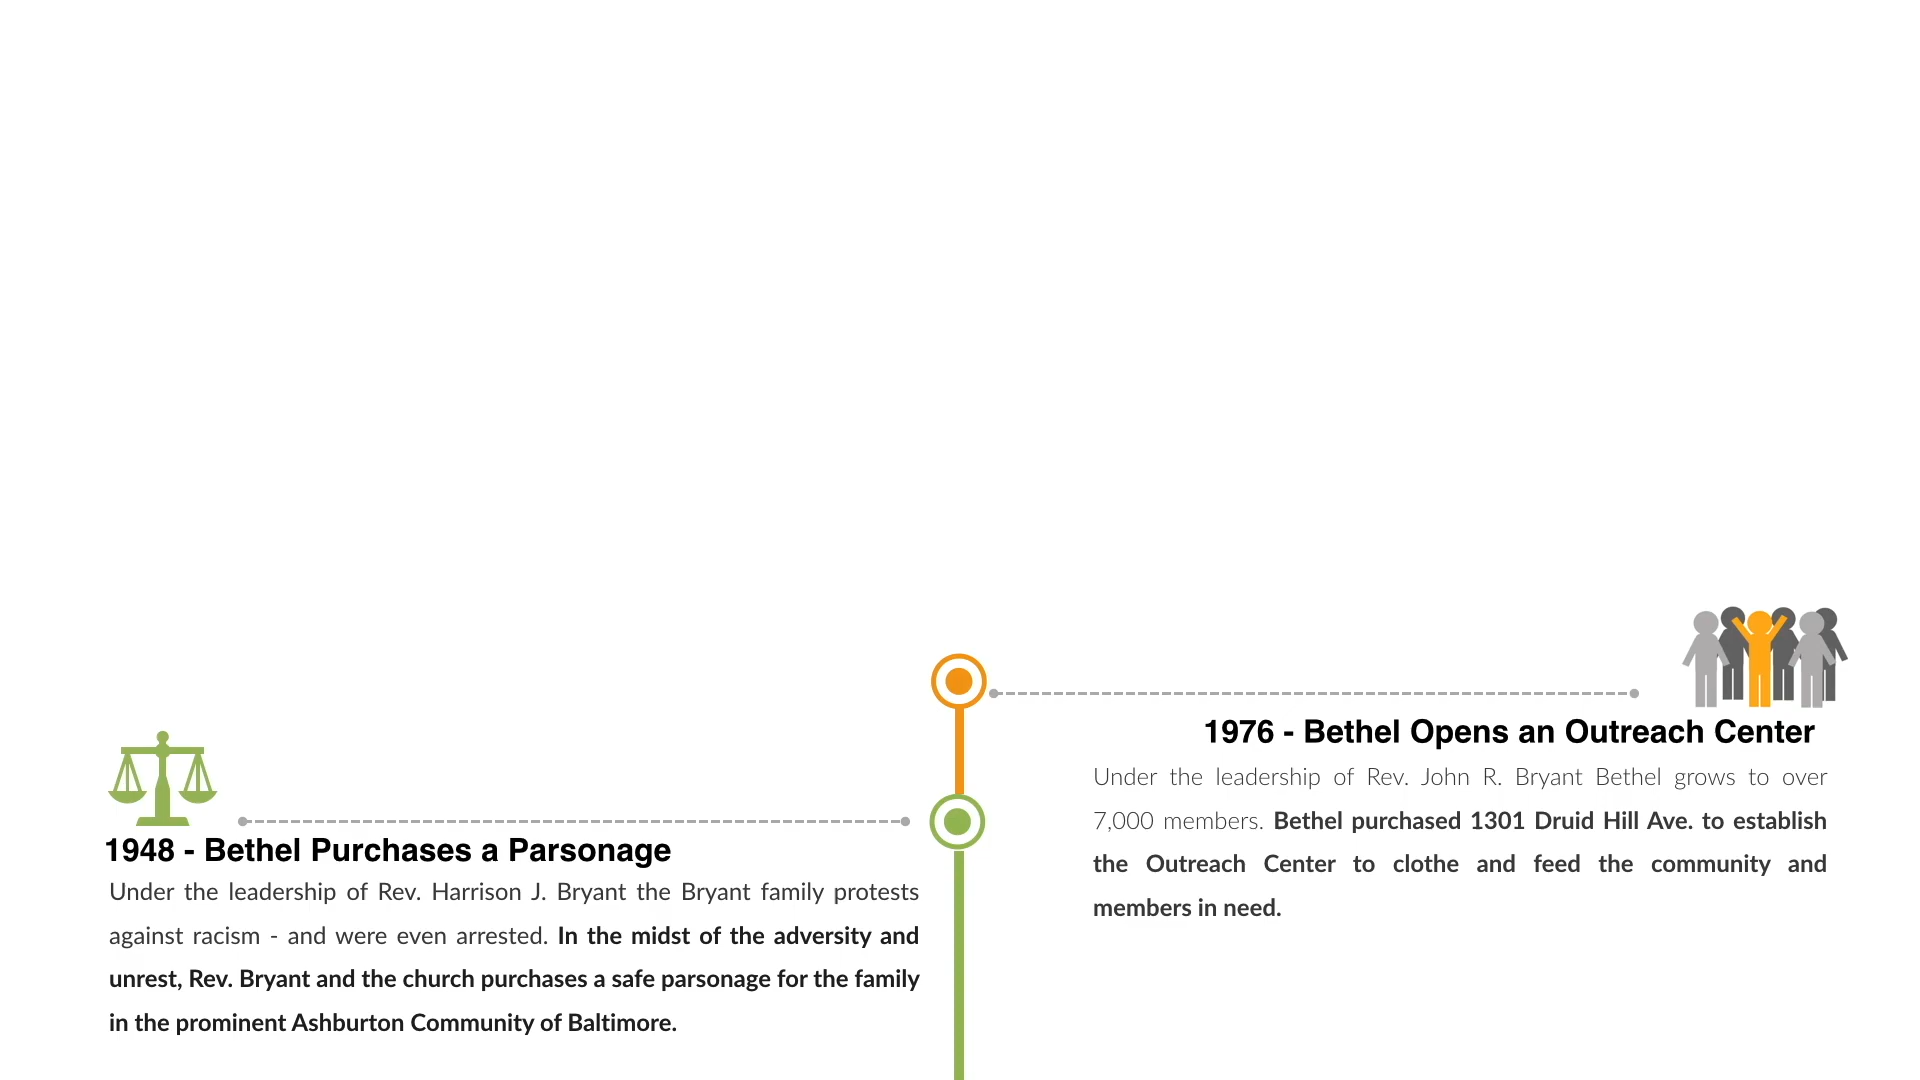 1976 - Bethel Opens an Outreach Center
Under the leadership of Rev. John R. Bryant Bethel grows to over
7,000 members. Bethel purchased 1301 Druid Hill Ave. to establish
the Outreach Center to clothe and feed the community and
members in need.
1948 - Bethel Purchases a Parsonage
Under the leadership of Rev. Harrison J. Bryant the Bryant family protests
against racism - and were even arrested. In the midst of the adversity and
unrest, Rev. Bryant and the church purchases a safe parsonage for the family
in the prominent Ashburton Community of Baltimore.